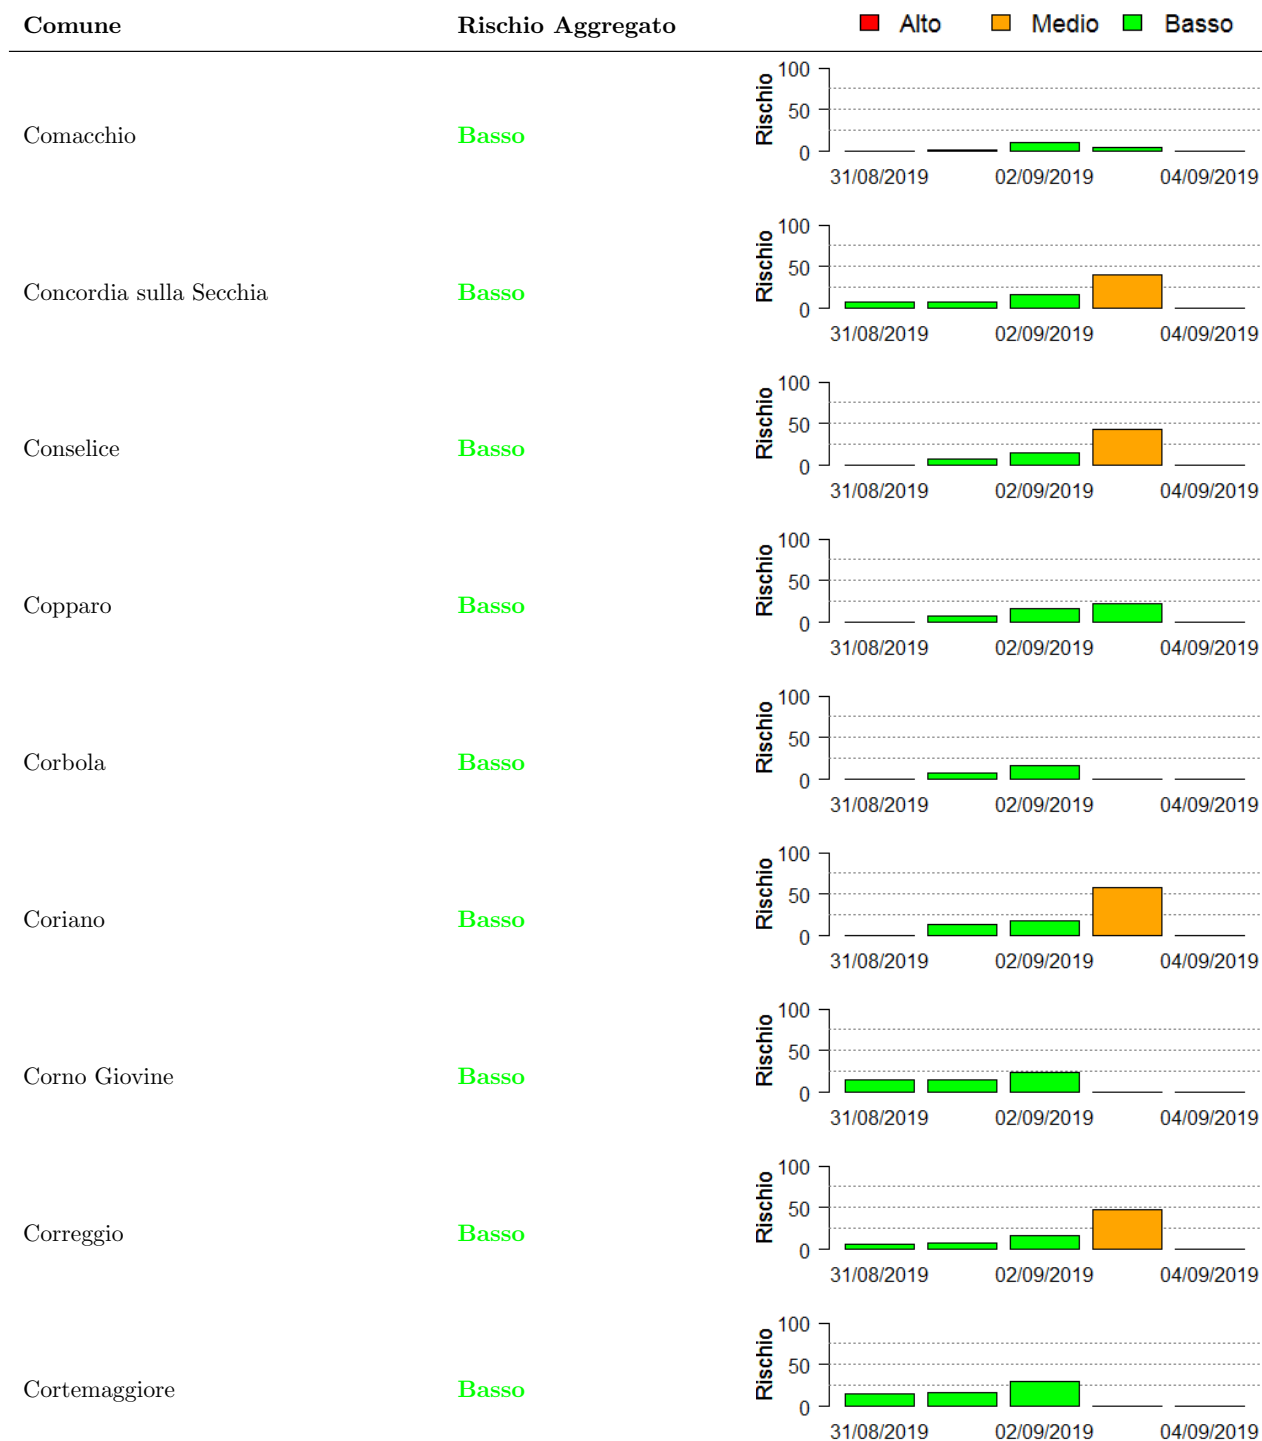 Comune Rischio Aggregato Alto Medio Basso
100
50
0
Rischio
Comacchio Basso
31/08/2019 02/09/2019 04/09/2019
100
50
0
Rischio
Concordia sulla Secchia Basso
31/08/2019 02/09/2019 04/09/2019
100
50
0
Rischio
Conselice Basso
31/08/2019 02/09/2019 04/09/2019
100
50
0
Rischio
Copparo Basso
31/08/2019 02/09/2019 04/09/2019
100
50
0
Rischio
Corbola Basso
31/08/2019 02/09/2019 04/09/2019
100
50
0
Rischio
Coriano Basso
31/08/2019 02/09/2019 04/09/2019
100
50
0
Rischio
Corno Giovine Basso
31/08/2019 02/09/2019 04/09/2019
100
50
0
Rischio
Correggio Basso
31/08/2019 02/09/2019 04/09/2019
100
50
0
Rischio
Cortemaggiore Basso
31/08/2019 02/09/2019 04/09/2019